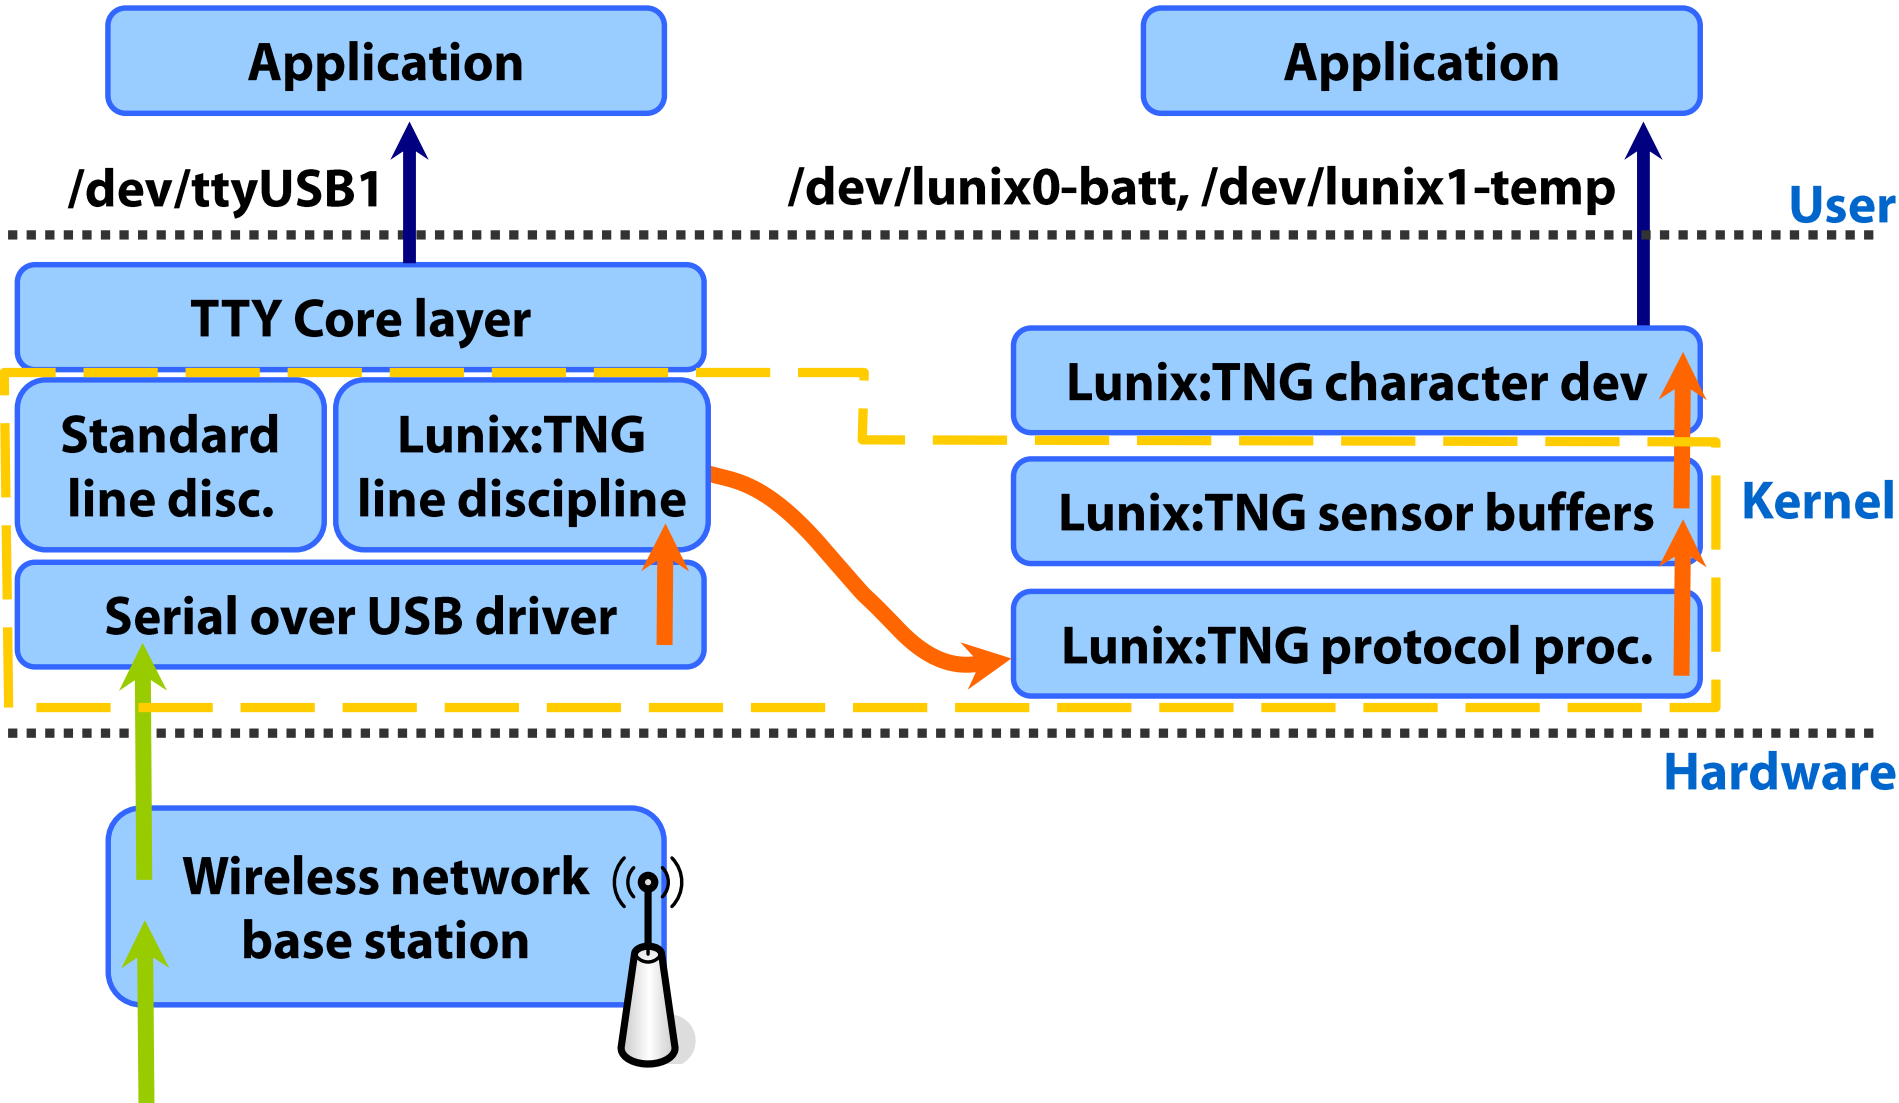 Application
Application
/dev/ttyUSB1
/dev/lunix0-batt, /dev/lunix1-temp
User
TTY Core layer
Lunix:TNG character dev
Standard
line disc.
Lunix:TNG
line discipline
Lunix:TNG sensor buffers
Kernel
Serial over USB driver
Lunix:TNG protocol proc.
Hardware
Wireless network
base station